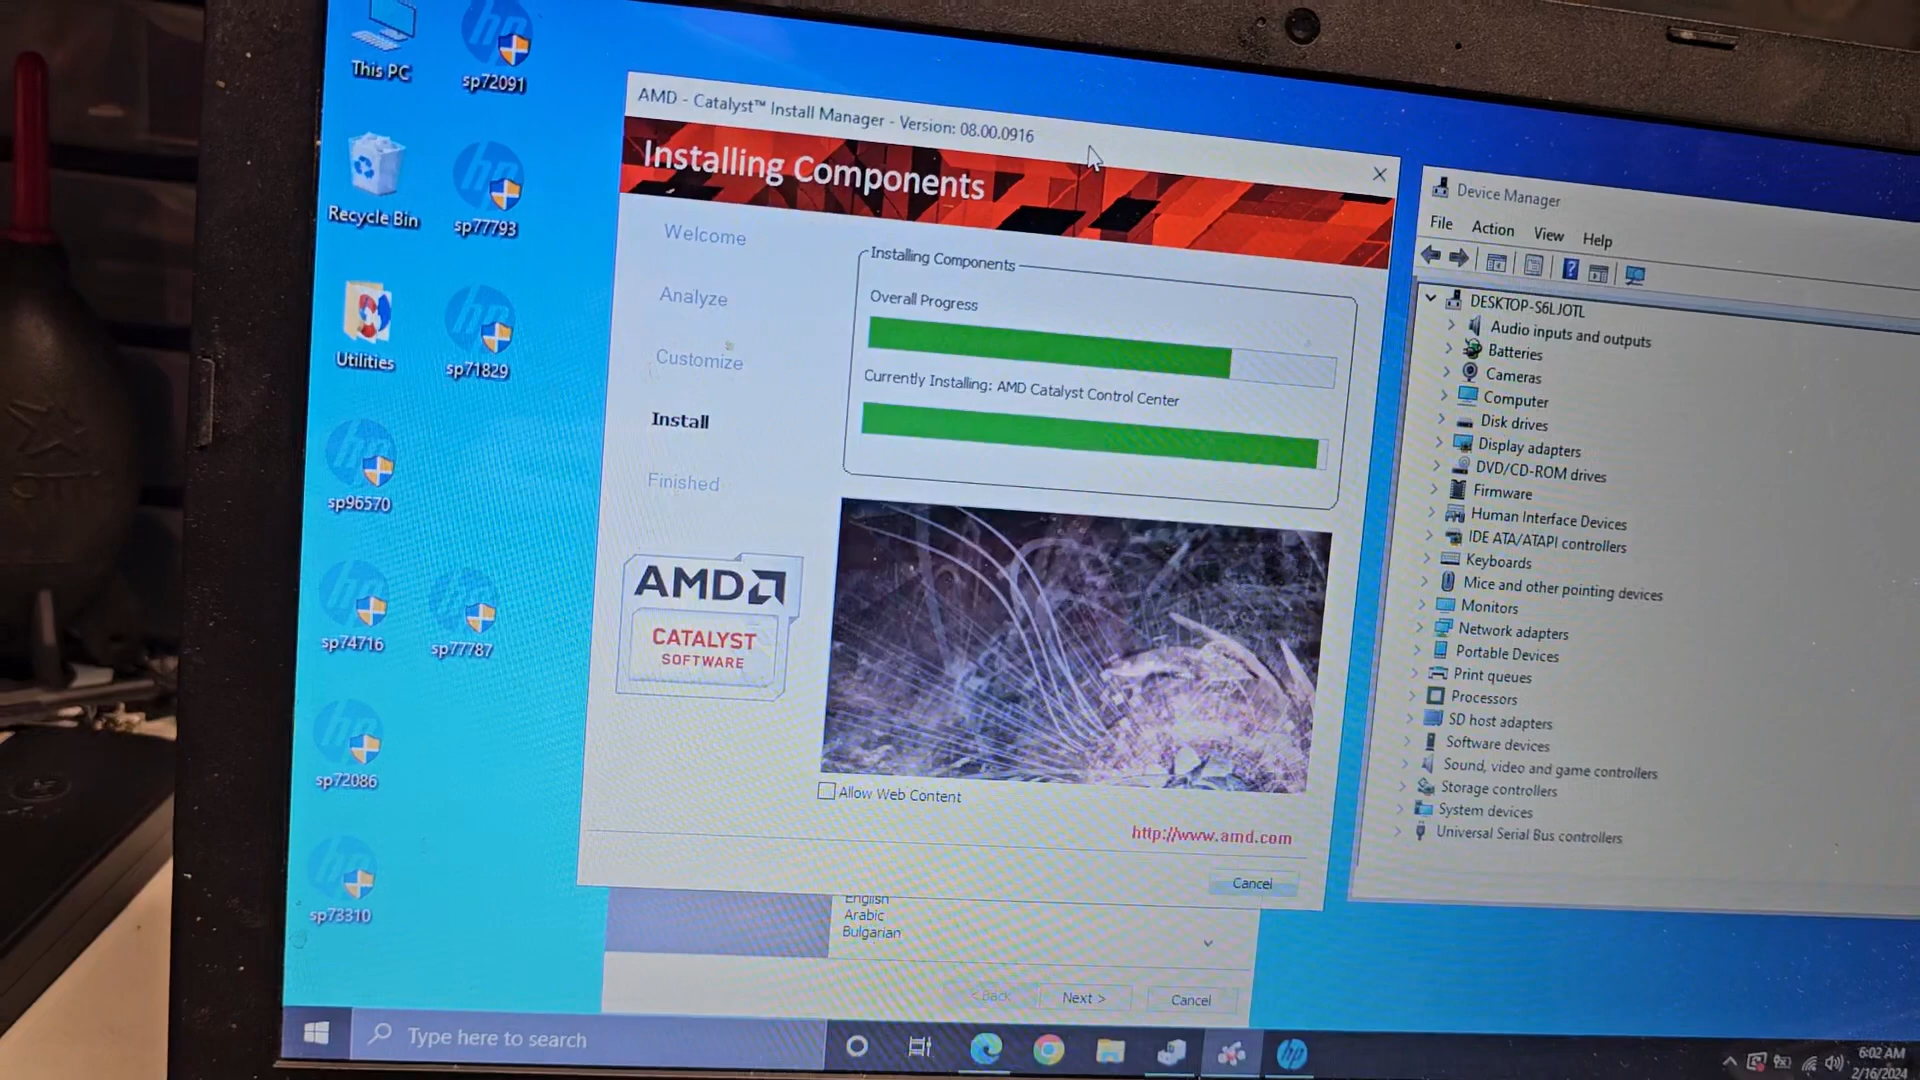 This PC
sp72091
Recycle Bin
sp77793
Utilities
sp71829
sp96570
sp74716
sp77787
sp72086
sp73310
AMD - Catalyst™ Install Manager - Version: 08.00.0916
Installing Components
Welcome
Analyze
Customize
Install
Finished
AMD
CATALYST
SOFTWARE
Installing Components
Overall Progress
Currently Installing: AMD Catalyst Control Center
Allow Web Content
http://www.amd.com
Cancel
English
Arabic
Bulgarian
< Back
Next >
Cancel
Device Manager
File Action View Help
DESKTOP-S6LJOTL
Audio inputs and outputs
Batteries
Cameras
Computer
Disk drives
Display adapters
DVD/CD-ROM drives
Firmware
Human Interface Devices
IDE ATA/ATAPI controllers
Keyboards
Mice and other pointing devices
Monitors
Network adapters
Portable Devices
Print queues
Processors
SD host adapters
Software devices
Sound, video and game controllers
Storage controllers
System devices
Universal Serial Bus controllers
Type here to search
hp
6:02 AM
2/16/2024